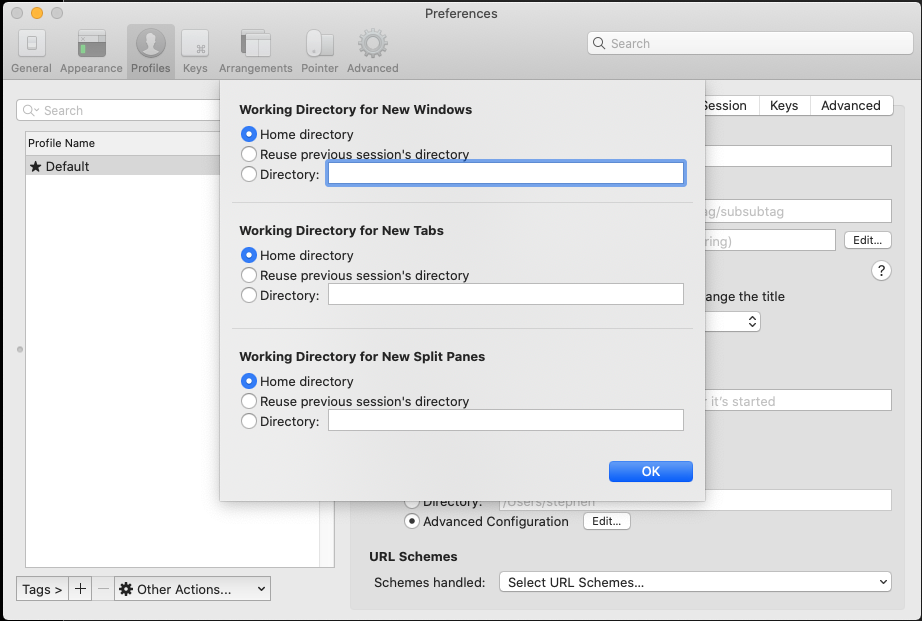 Preferences
General Appearance Profiles Keys Arrangements Pointer Advanced
Search
Search
Session Keys Advanced
Profile Name
★ Default
Working Directory for New Windows
Home directory
Reuse previous session's directory
Directory:
Working Directory for New Tabs
Home directory
Reuse previous session's directory
Directory:
Working Directory for New Split Panes
Home directory
Reuse previous session's directory
Directory:
OK
ag/subsubtag
ring)
Edit...
?
ange the title
it's started
Directory: /Users/stephen
Advanced Configuration Edit...
URL Schemes
Schemes handled: Select URL Schemes...
Tags > + − Other Actions...